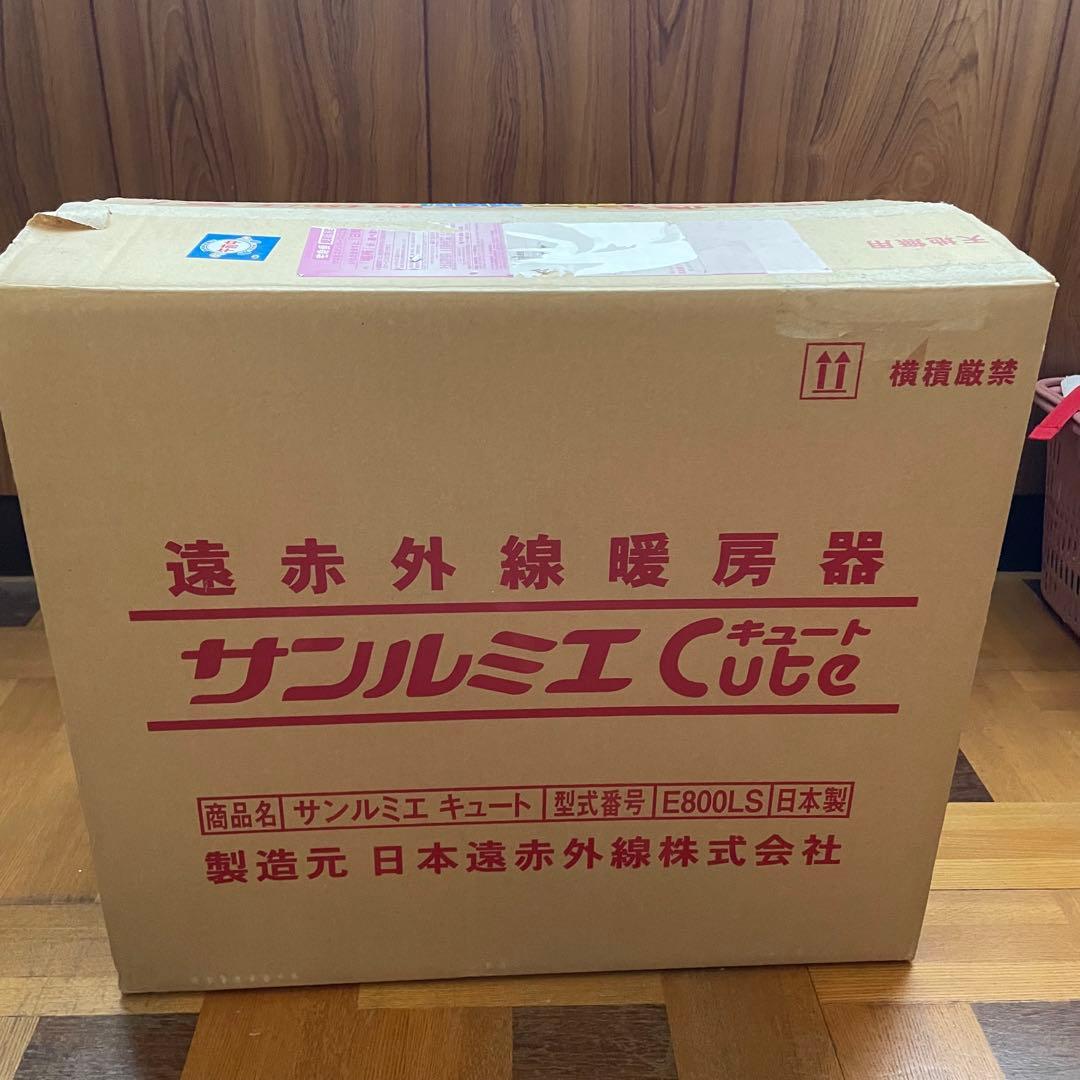 天地無用
横積厳禁
遠赤外線暖房器
サンルミエ Cute
キュート
商品名 サンルミエ キュート 型式番号 E800LS 日本製
製造元 日本遠赤外線株式会社